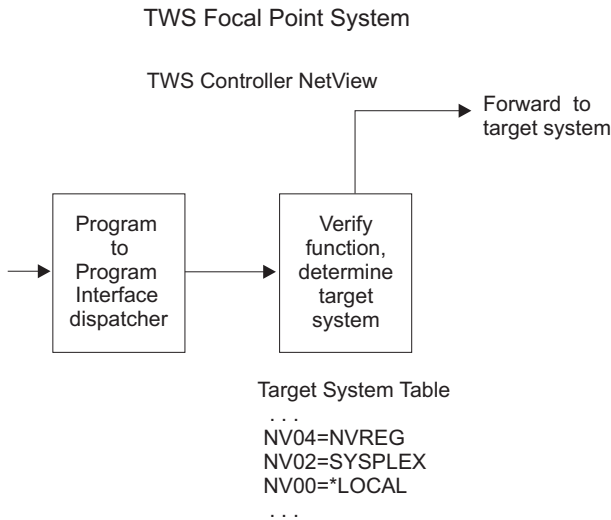 TWS Focal Point System
TWS Controller NetView
Forward to
target system
Program
to
Program
Interface
dispatcher
Verify
function,
determine
target
system
Target System Table
. . .
NV04=NVREG
NV02=SYSPLEX
NV00=*LOCAL
. . .